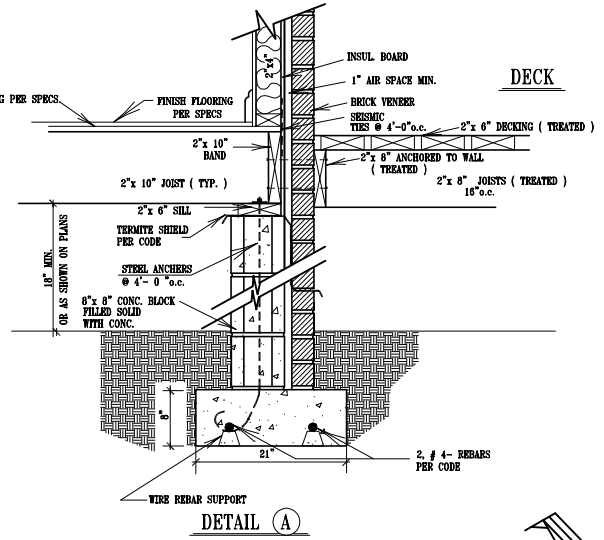 INSUL. BOARD
2"x4"
1" AIR SPACE MIN.
DECK
G PER SPECS.
FINISH FLOORING
PER SPECS
BRICK VENEER
SEISMIC
TIES @ 4'-0"o.c.
2"x 6" DECKING ( TREATED )
2"x 10"
BAND
2"x 8" ANCHORED TO WALL
( TREATED )
2"x 10" JOIST ( TYP. )
2"x 8" JOISTS ( TREATED )
16"o.c.
2"x 6" SILL
TERMITE SHIELD
PER CODE
18" MIN.
OR AS SHOWN ON PLANS
STEEL ANCHERS
@ 4'- 0 "o.c.
8"x 8" CONC. BLOCK
FILLED SOLID
WITH CONC.
8"
21"
2, # 4- REBARS
PER CODE
WIRE REBAR SUPPORT
DETAIL A